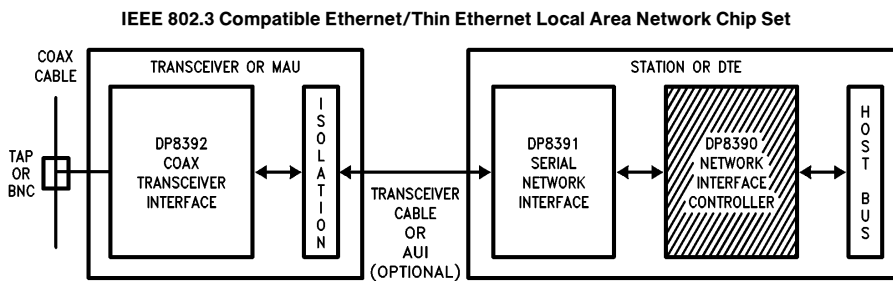 IEEE 802.3 Compatible Ethernet/Thin Ethernet Local Area Network Chip Set
COAX
CABLE
TAP
OR
BNC
TRANSCEIVER OR MAU
DP8392
COAX
TRANSCEIVER
INTERFACE
ISOLATION
TRANSCEIVER
CABLE
OR
AUI
(OPTIONAL)
STATION OR DTE
DP8391
SERIAL
NETWORK
INTERFACE
DP8390
NETWORK
INTERFACE
CONTROLLER
HOST BUS